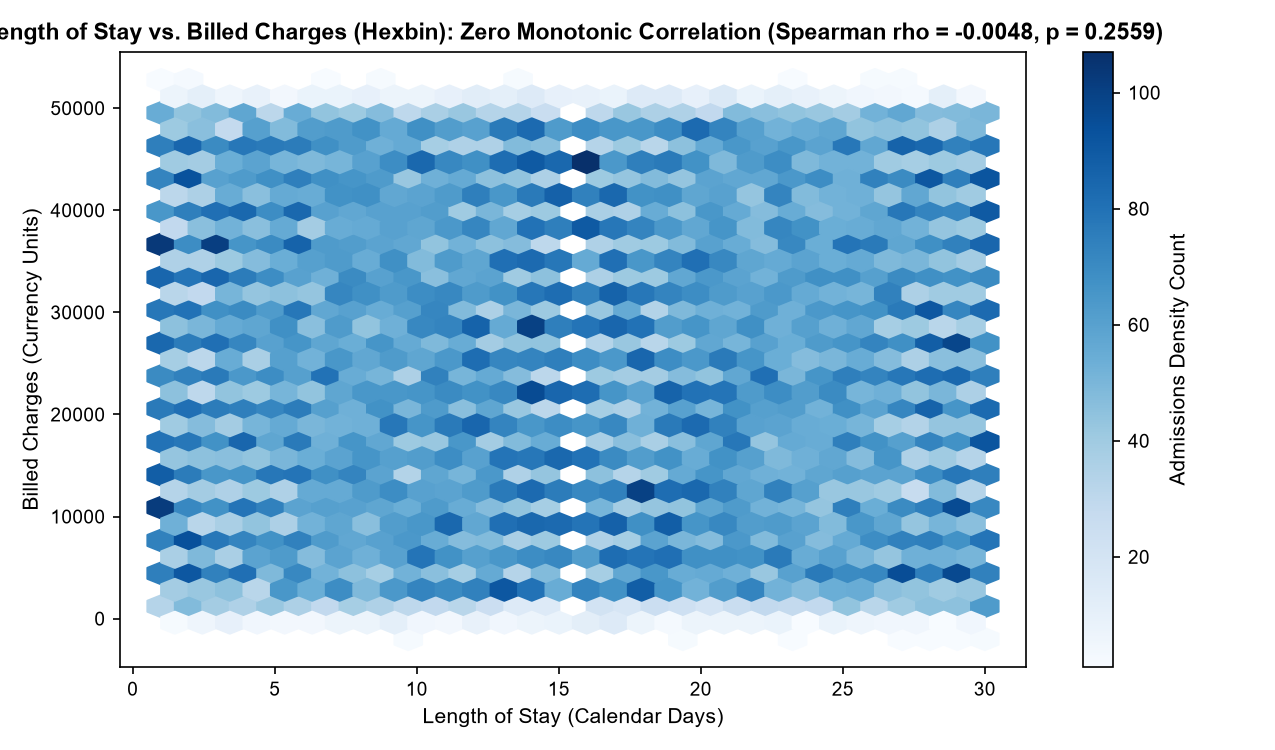 ength of Stay vs. Billed Charges (Hexbin): Zero Monotonic Correlation (Spearman rho = -0.0048, p = 0.2559)
50000
40000
30000
20000
10000
0
Billed Charges (Currency Units)
0 5 10 15 20 25 30
Length of Stay (Calendar Days)
100
80
60
40
20
Admissions Density Count